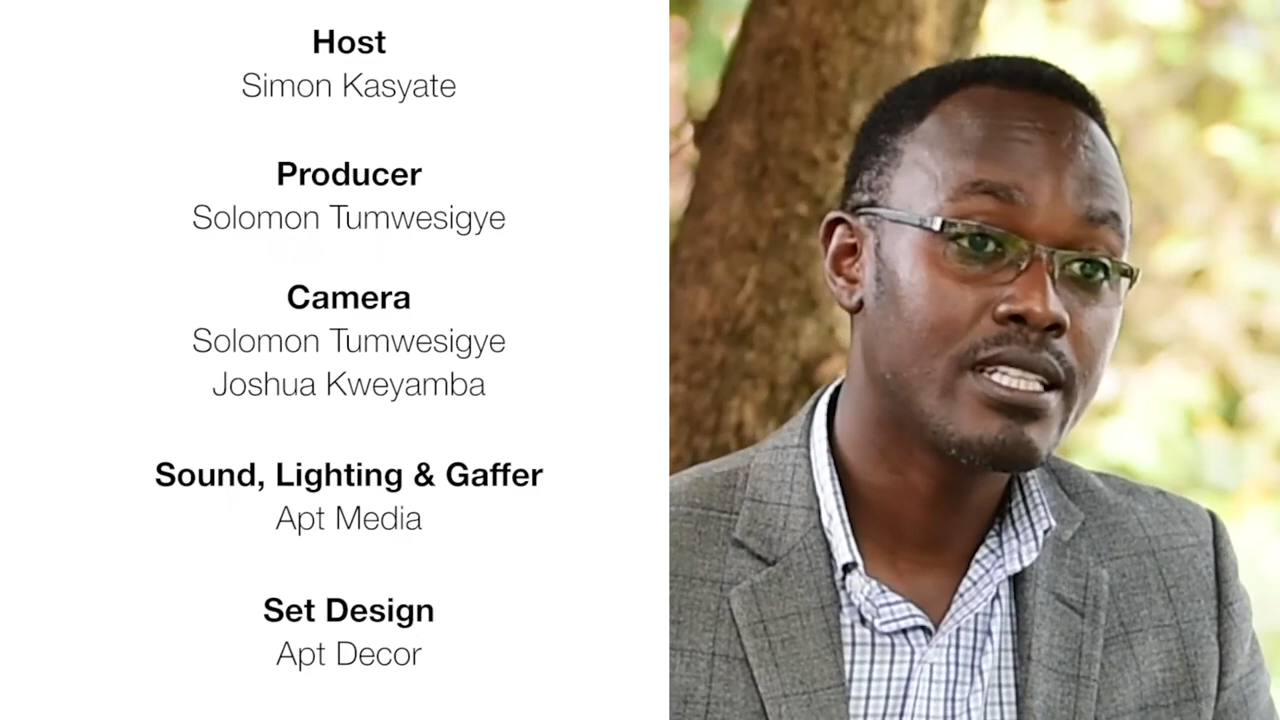 Host
Simon Kasyate
Producer
Solomon Tumwesigye
Camera
Solomon Tumwesigye
Joshua Kweyamba
Sound, Lighting & Gaffer
Apt Media
Set Design
Apt Decor